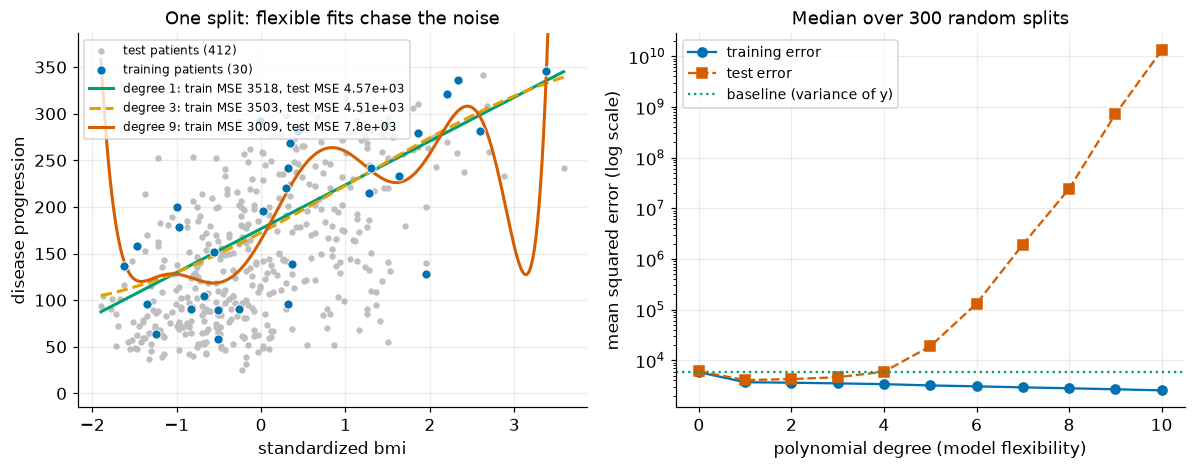 One split: flexible fits chase the noise
test patients (412)
training patients (30)
degree 1: train MSE 3518, test MSE 4.57e+03
degree 3: train MSE 3503, test MSE 4.51e+03
degree 9: train MSE 3009, test MSE 7.8e+03
disease progression
350
300
250
200
150
100
50
0
−2
−1
0
1
2
3
standardized bmi
Median over 300 random splits
training error
test error
baseline (variance of y)
mean squared error (log scale)
10¹⁰
10⁹
10⁸
10⁷
10⁶
10⁵
10⁴
0
2
4
6
8
10
polynomial degree (model flexibility)